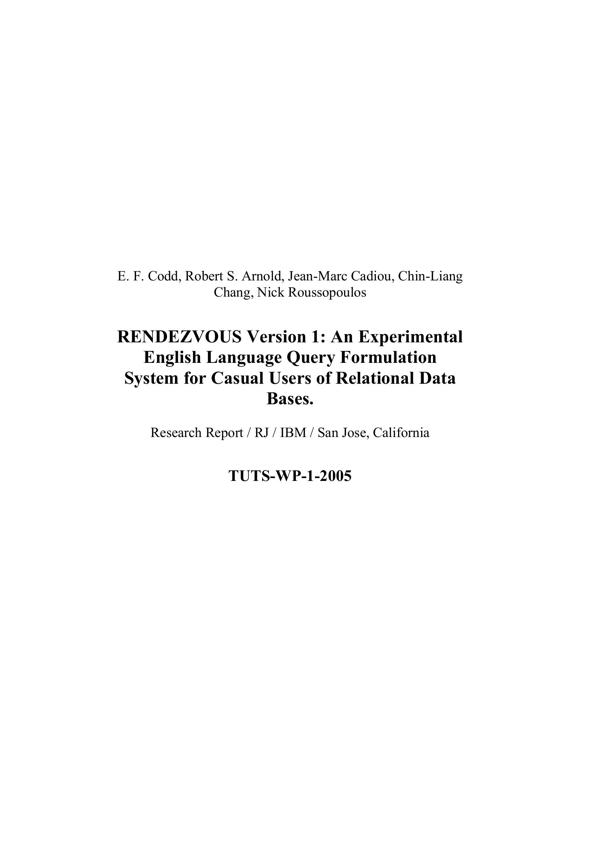 E. F. Codd, Robert S. Arnold, Jean-Marc Cadiou, Chin-Liang
Chang, Nick Roussopoulos
RENDEZVOUS Version 1: An Experimental
English Language Query Formulation
System for Casual Users of Relational Data
Bases.
Research Report / RJ / IBM / San Jose, California
TUTS-WP-1-2005